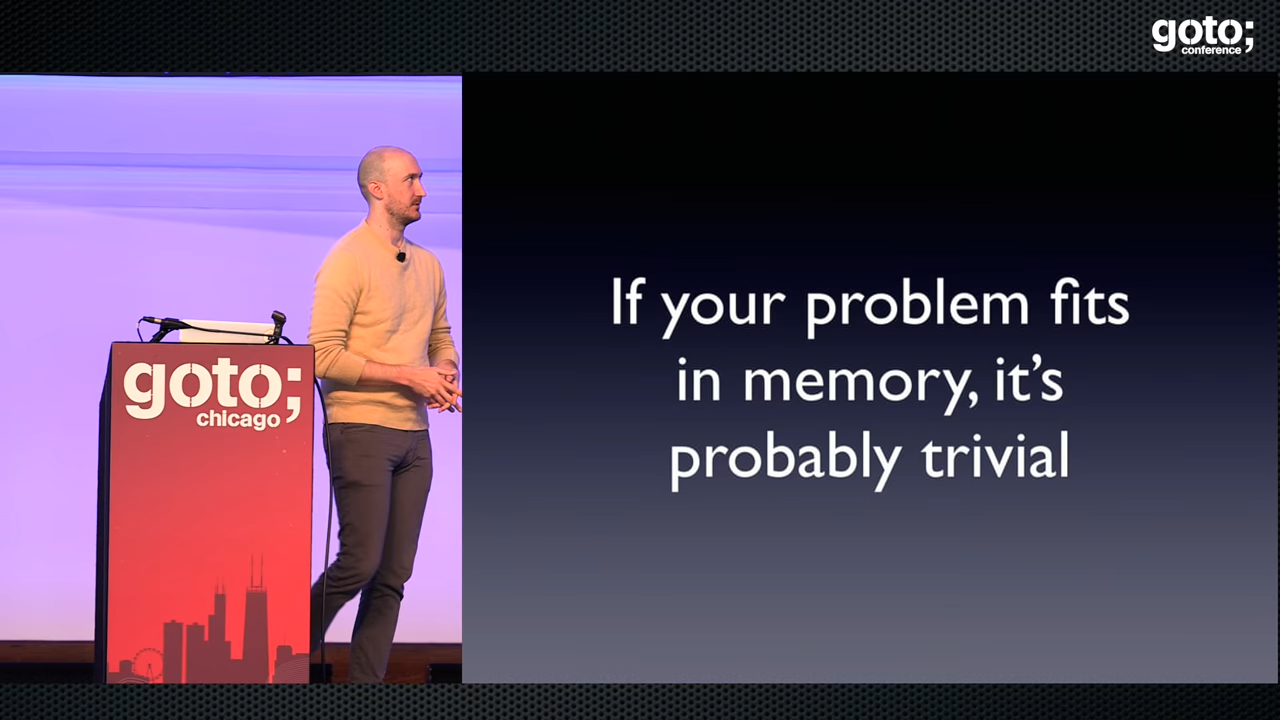 goto;
conference
If your problem fits
in memory, it's
probably trivial
goto;
chicago